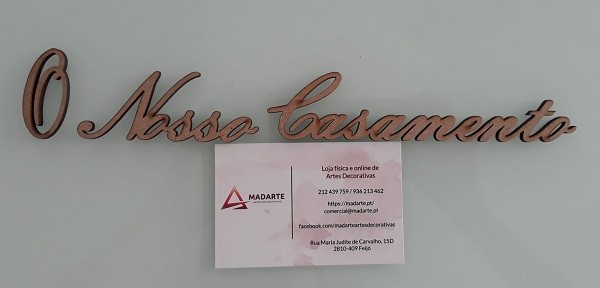 O Nosso Casamento
MADARTE
Loja física e online de
Artes Decorativas
212 439 759 / 936 213 462
https://madarte.pt/
comercial@madarte.pt
facebook.com/madarteartesdecorativas
Rua Maria Judite de Carvalho, 15D
2810-409 Feijó